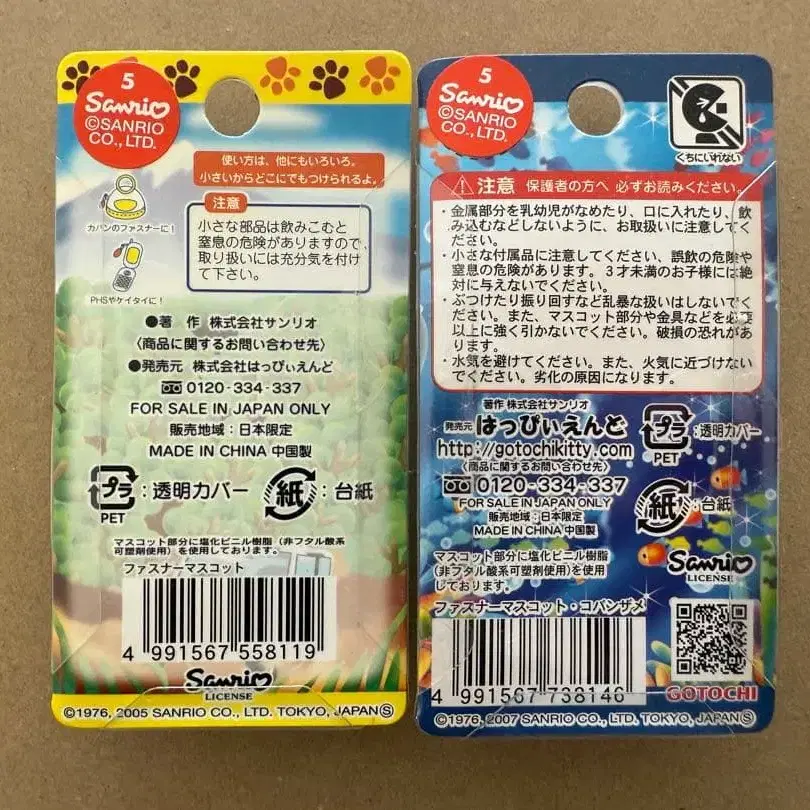 5
Sanrio
©SANRIO
CO., LTD.
使い方は、他にもいろいろ。
小さいからどこにでもつけられるよ。
カバンのファスナーに!
PHSやケイタイに!
注意
小さな部品は飲みこむと
窒息の危険がありますので、
取り扱いには充分気を付け
て下さい。
●著 作 株式会社サンリオ
〈商品に関するお問い合わせ先〉
●発売元 株式会社はっぴぃえんど
0120-334-337
FOR SALE IN JAPAN ONLY
販売地域:日本限定
MADE IN CHINA 中国製
プラ
PET
:透明カバー
紙
:台紙
マスコット部分に塩化ビニル樹脂(非フタル酸系
可塑剤使用)を使用しております。
ファスナーマスコット
4 991567 558119
Sanrio
LICENSE
©1976, 2005 SANRIO CO., LTD. TOKYO, JAPANⓈ
5
Sanrio
©SANRIO
CO., LTD.
くちにいれない
注意 保護者の方へ 必ずお読みください。
・金属部分を乳幼児がなめたり、口に入れたり、飲
み込むなどしないように、お取扱いに注意してく
ださい。
・小さな付属品に注意してください、誤飲の危険や
窒息の危険があります。3才未満のお子様には絶
対に与えないでください。
・ぶつけたり振り回すなど乱暴な扱いはしないでく
ださい。また、マスコット部分や金具などを必要
以上に強く引かないでください。破損の恐れがあ
ります。
・水気を避けてください。また、火気に近づけない
でください。劣化の原因になります。
著作 株式会社サンリオ
発売元 はっぴぃえんど
http://gotochikitty.com
〈商品に関するお問い合わせ先〉
0120-334-337
FOR SALE IN JAPAN ONLY
販売地域:日本限定
MADE IN CHINA 中国製
プラ
PET
:透明カバー
紙
:台紙
マスコット部分に塩化ビニル樹脂
(非フタル酸系可塑剤使用)を使用
しております。
Sanrio
LICENSE
ファスナーマスコット・コバンザメ
4 991567 738146
GOTOCHI
©1976, 2007 SANRIO CO., LTD. TOKYO, JAPANⓈ